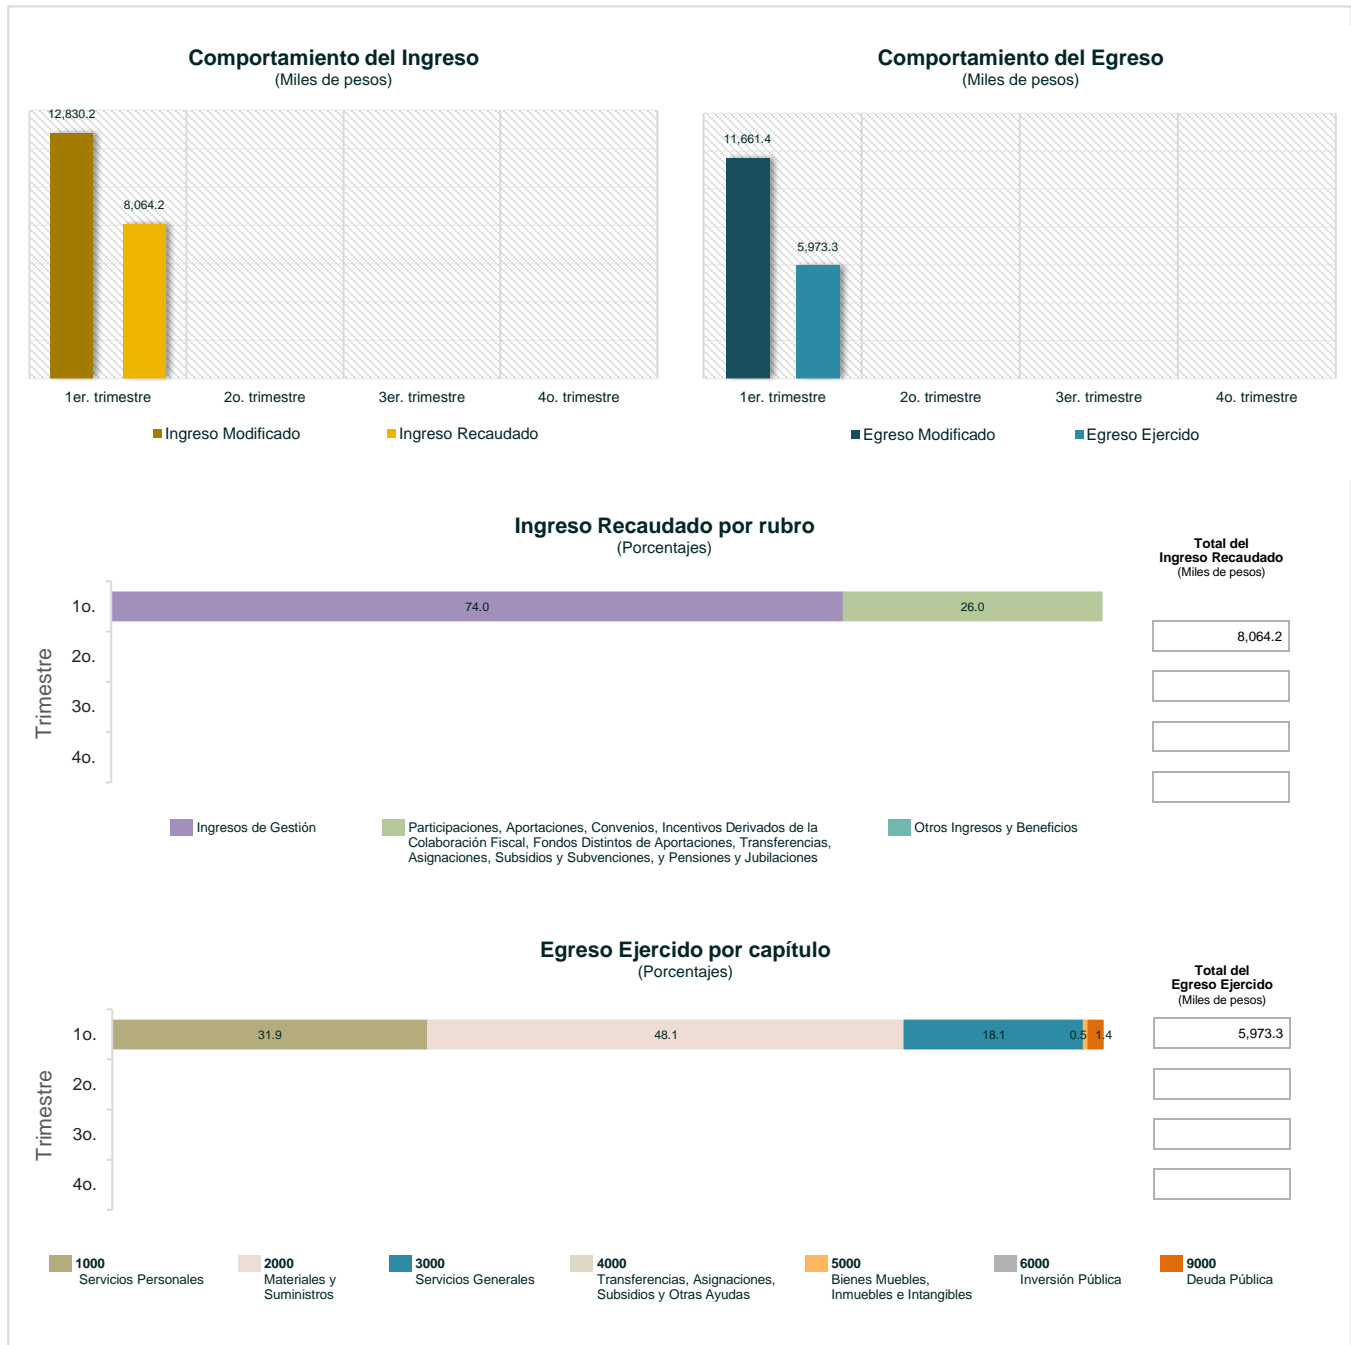 Comportamiento del Ingreso
(Miles de pesos)
12,830.2
8,064.2
1er. trimestre
2o. trimestre
3er. trimestre
4o. trimestre
Ingreso Modificado
Ingreso Recaudado
Comportamiento del Egreso
(Miles de pesos)
11,661.4
5,973.3
1er. trimestre
2o. trimestre
3er. trimestre
4o. trimestre
Egreso Modificado
Egreso Ejercido
Ingreso Recaudado por rubro
(Porcentajes)
Total del
Ingreso Recaudado
(Miles de pesos)
Trimestre
1o.
74.0
26.0
8,064.2
2o.
3o.
4o.
Ingresos de Gestión
Participaciones, Aportaciones, Convenios, Incentivos Derivados de la
Colaboración Fiscal, Fondos Distintos de Aportaciones, Transferencias,
Asignaciones, Subsidios y Subvenciones, y Pensiones y Jubilaciones
Otros Ingresos y Beneficios
Egreso Ejercido por capítulo
(Porcentajes)
Total del
Egreso Ejercido
(Miles de pesos)
Trimestre
1o.
31.9
48.1
18.1
0.5
1.4
5,973.3
2o.
3o.
4o.
1000
Servicios Personales
2000
Materiales y
Suministros
3000
Servicios Generales
4000
Transferencias, Asignaciones,
Subsidios y Otras Ayudas
5000
Bienes Muebles,
Inmuebles e Intangibles
6000
Inversión Pública
9000
Deuda Pública